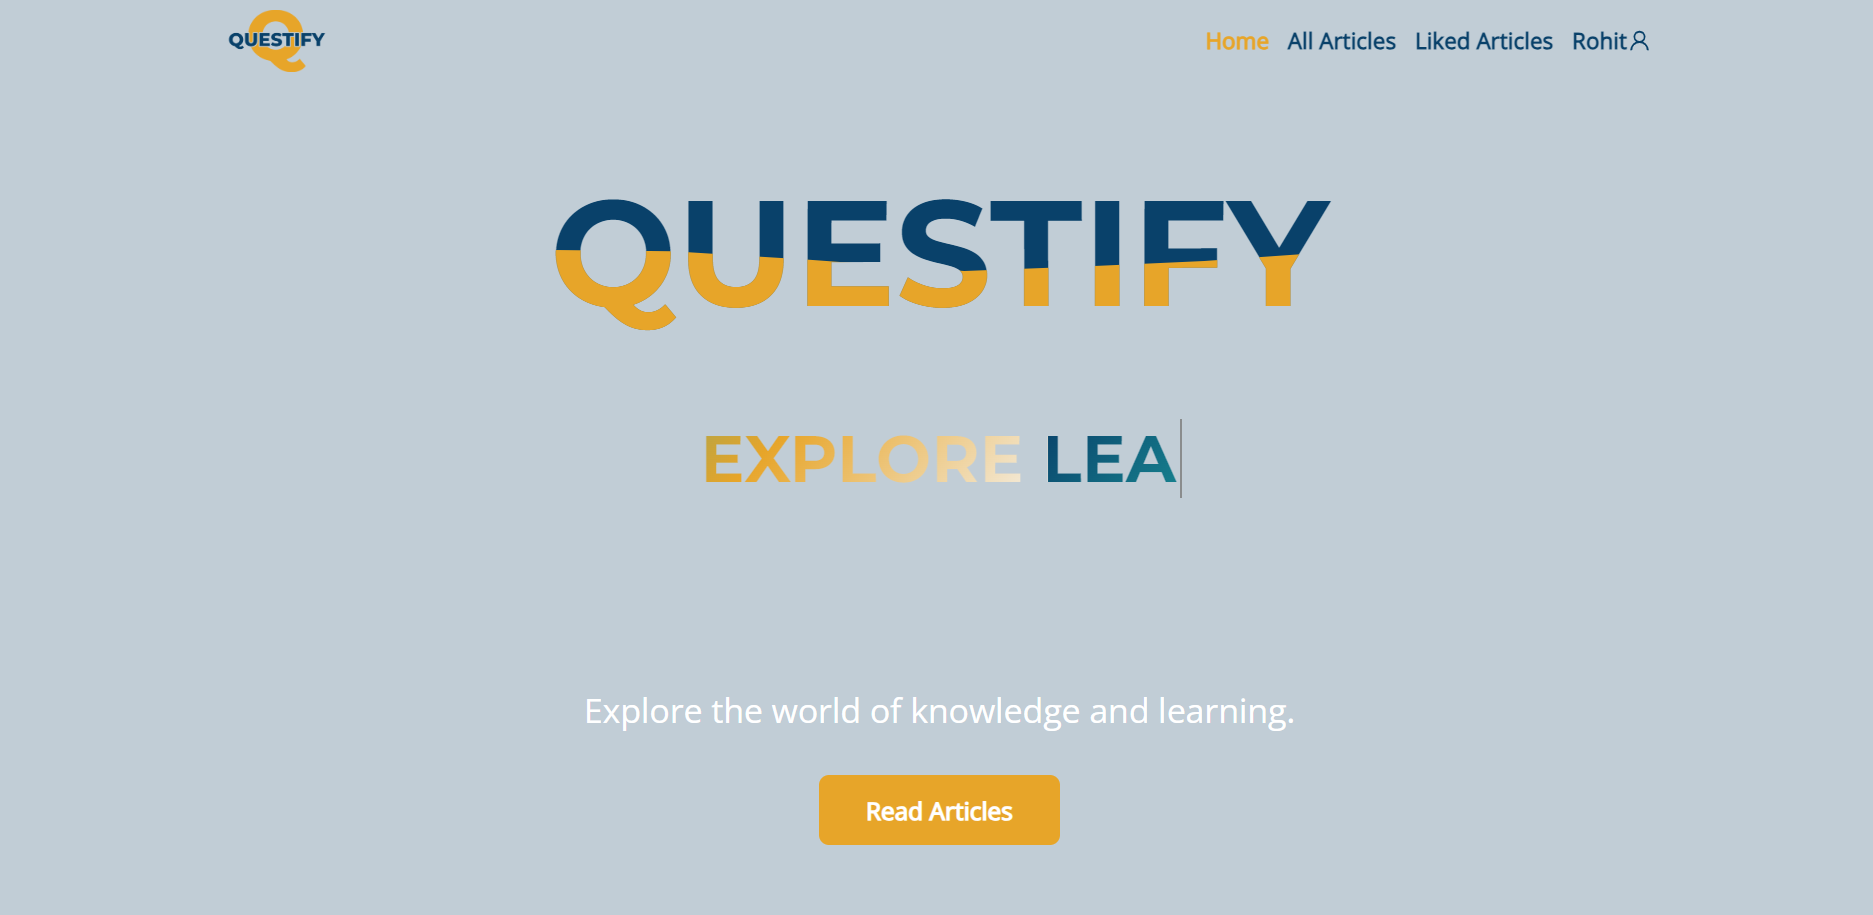 QUESTIFY
Home All Articles Liked Articles Rohit
QUESTIFY
EXPLORE LEA
Explore the world of knowledge and learning.
Read Articles